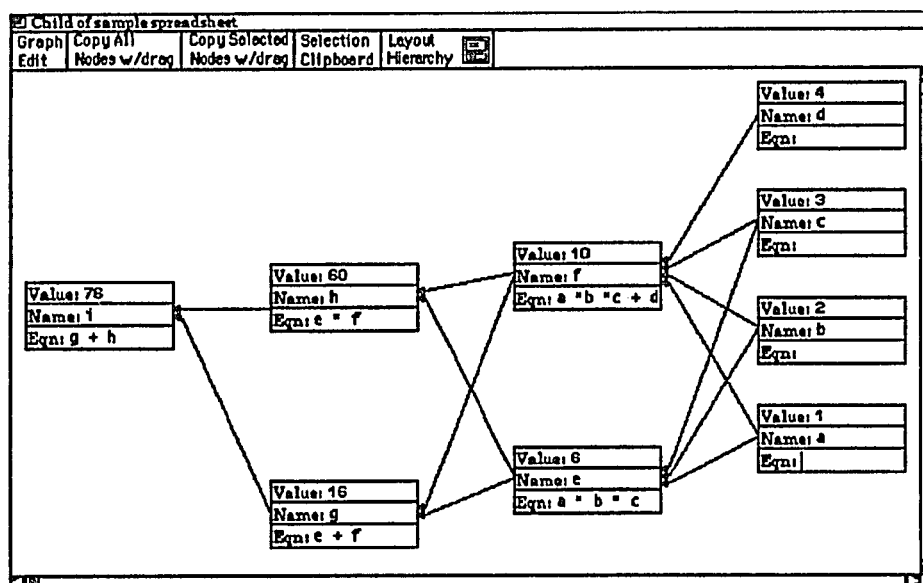 Child of sample spreadsheet
Graph Edit
Copy All Nodes w/drag
Copy Selected Nodes w/drag
Selection Clipboard
Layout Hierarchy
Value: 76
Name: i
Eqn: g + h
Value: 60
Name: h
Eqn: e * f
Value: 16
Name: g
Eqn: e + f
Value: 10
Name: f
Eqn: a *b *c + d
Value: 6
Name: e
Eqn: a * b * c
Value: 4
Name: d
Eqn:
Value: 3
Name: c
Eqn:
Value: 2
Name: b
Eqn:
Value: 1
Name: a
Eqn: